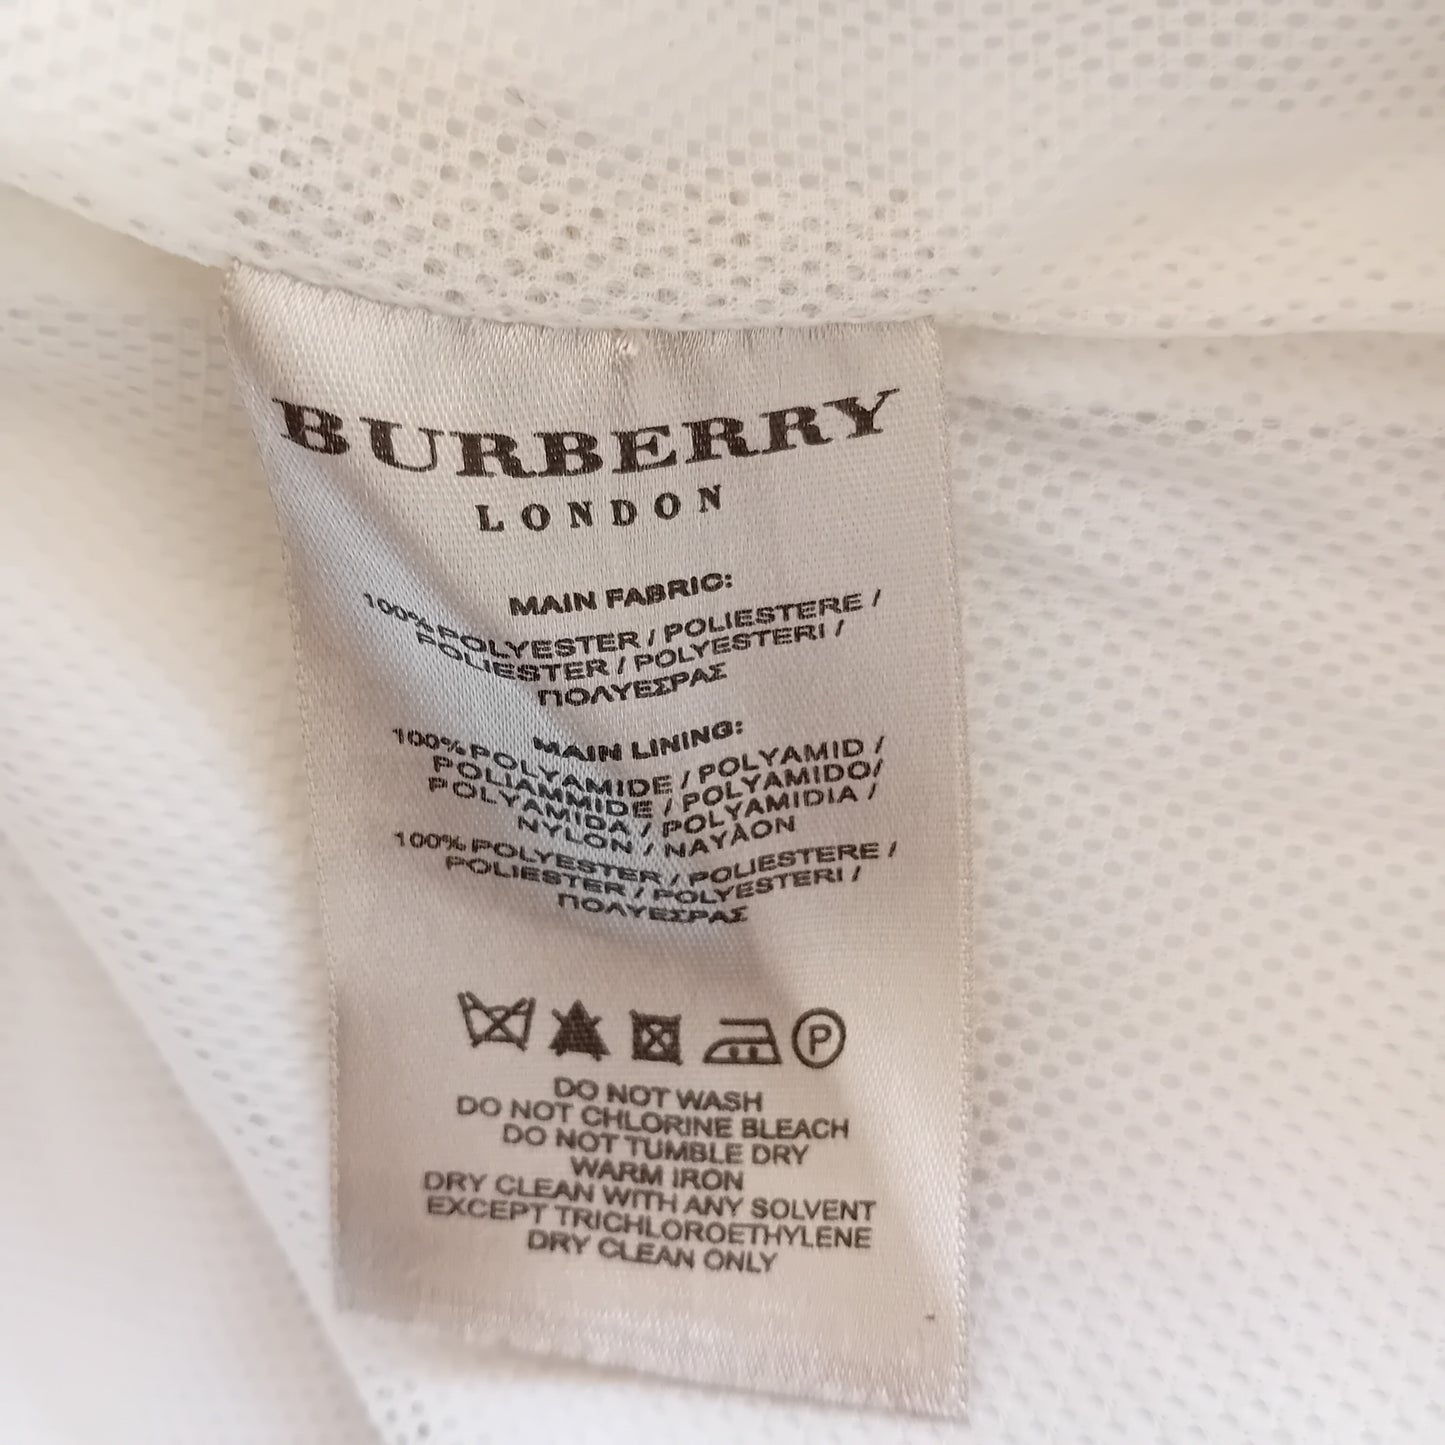 BURBERRY
LONDON
MAIN FABRIC:
100% POLYESTER / POLIESTERE /
POLIESTER / POLYESTERI /
ΠΟΛΥΕΣΡΑΣ
MAIN LINING:
100% POLYAMIDE / POLYAMID /
POLIAMMIDE / POLYAMIDO/
POLYAMIDA / POLYAMIDIA /
NYLON / ΝΑΥΛΟΝ
100% POLYESTER / POLIESTERE /
POLIESTER / POLYESTERI /
ΠΟΛΥΕΣΡΑΣ
P
DO NOT WASH
DO NOT CHLORINE BLEACH
DO NOT TUMBLE DRY
WARM IRON
DRY CLEAN WITH ANY SOLVENT
EXCEPT TRICHLOROETHYLENE
DRY CLEAN ONLY